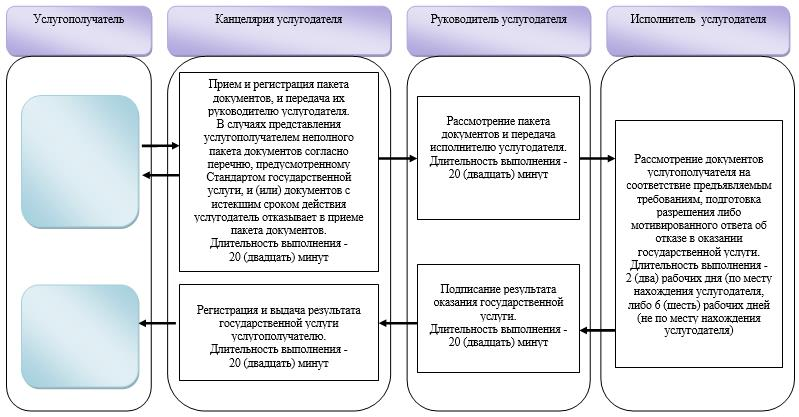 Услугополучатель
Канцелярия услугодателя
Руководитель услугодателя
Исполнитель услугодателя
Прием и регистрация пакета
документов, и передача их
руководителю услугодателя.
В случаях представления
услугополучателем неполного
пакета документов согласно
перечню, предусмотренному
Стандартом государственной
услуги, и (или) документов с
истекшим сроком действия
услугодатель отказывает в приеме
пакета документов.
Длительность выполнения -
20 (двадцать) минут
Рассмотрение пакета
документов и передача
исполнителю услугодателя.
Длительность выполнения -
20 (двадцать) минут
Рассмотрение документов
услугополучателя на
соответствие предъявляемым
требованиям, подготовка
разрешения либо
мотивированного ответа об
отказе в оказании
государственной услуги.
Длительность выполнения -
2 (два) рабочих дня (по месту
нахождения услугодателя,
либо 6 (шесть) рабочих дней
(не по месту нахождения
услугодателя)
Подписание результата
оказания государственной
услуги.
Длительность выполнения -
20 (двадцать) минут
Регистрация и выдача результата
государственной услуги
услугополучателю.
Длительность выполнения -
20 (двадцать) минут